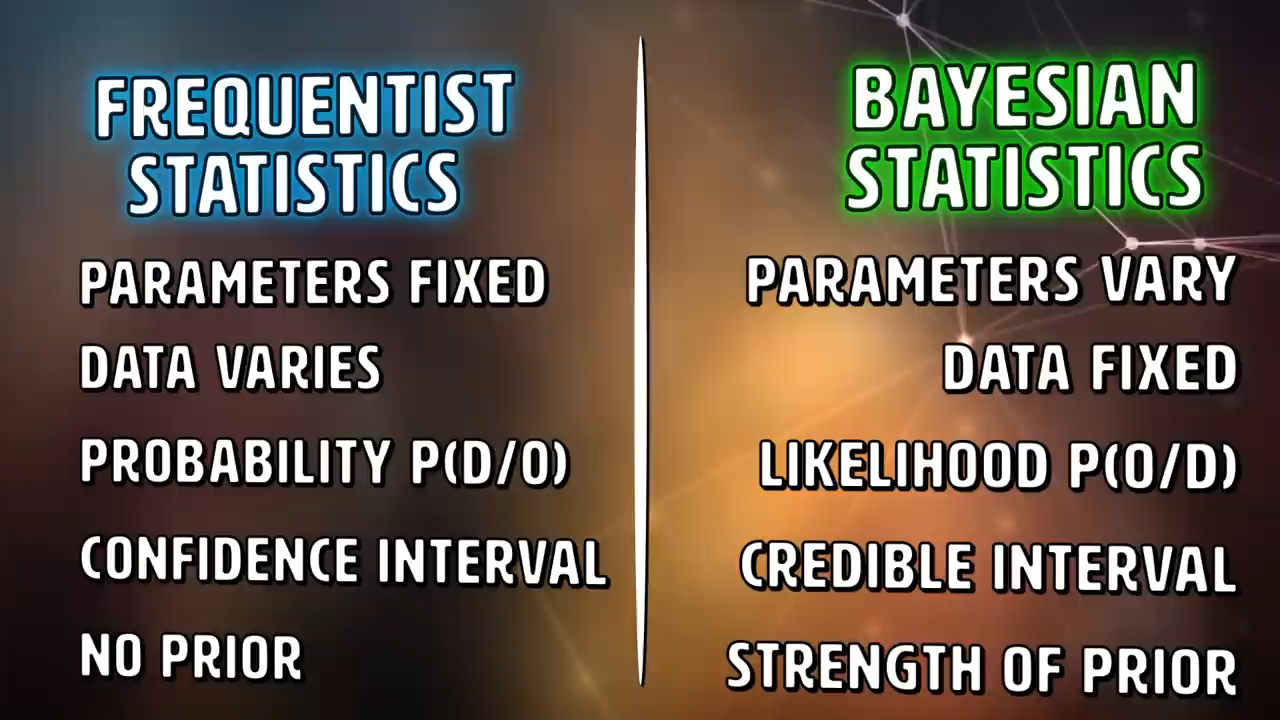 FREQUENTIST
STATISTICS
PARAMETERS FIXED
DATA VARIES
PROBABILITY P(D/O)
CONFIDENCE INTERVAL
NO PRIOR
BAYESIAN
STATISTICS
PARAMETERS VARY
DATA FIXED
LIKELIHOOD P(O/D)
CREDIBLE INTERVAL
STRENGTH OF PRIOR